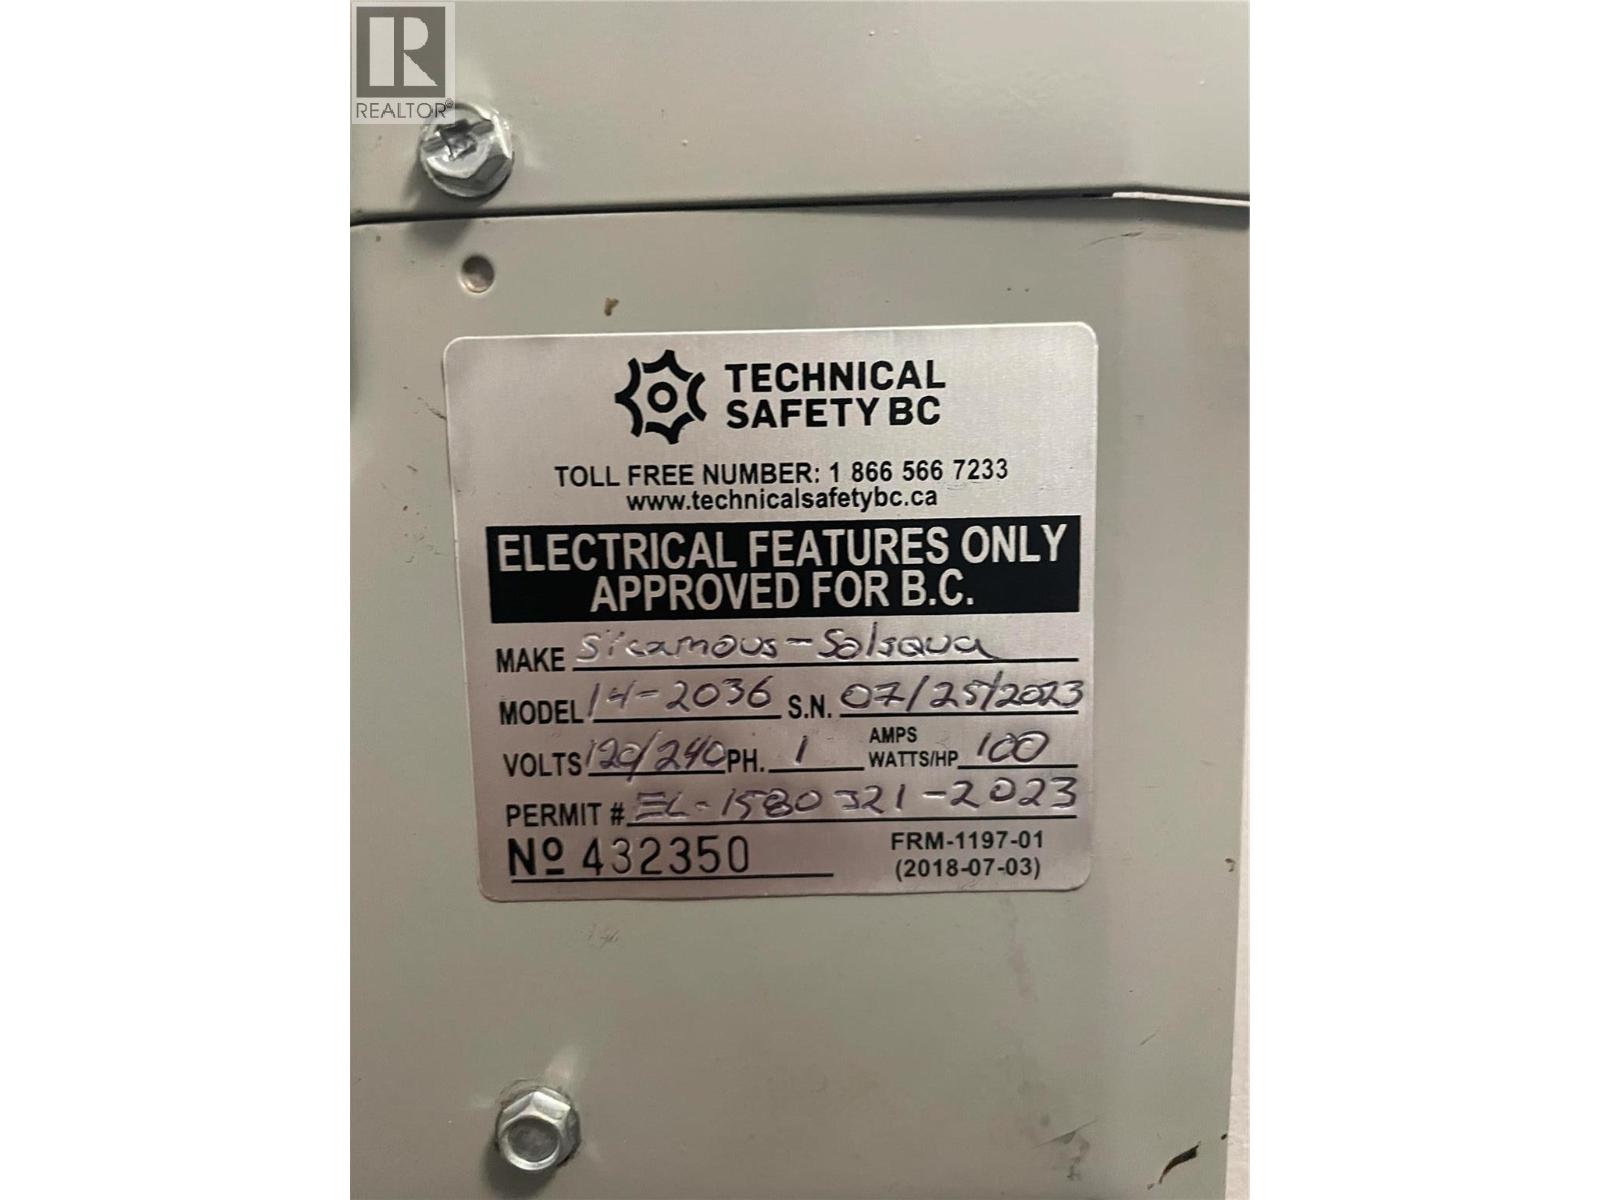 R
REALTOR®
TECHNICAL
SAFETY BC
TOLL FREE NUMBER: 1 866 566 7233
www.technicalsafetybc.ca
ELECTRICAL FEATURES ONLY
APPROVED FOR B.C.
MAKE Sicamous-Solsqua
MODEL 14-2036 S.N. 07/25/2023
VOLTS 120/240 PH. 1 AMPS WATTS/HP 100
PERMIT # EL-1580321-2023
Nº 432350
FRM-1197-01
(2018-07-03)